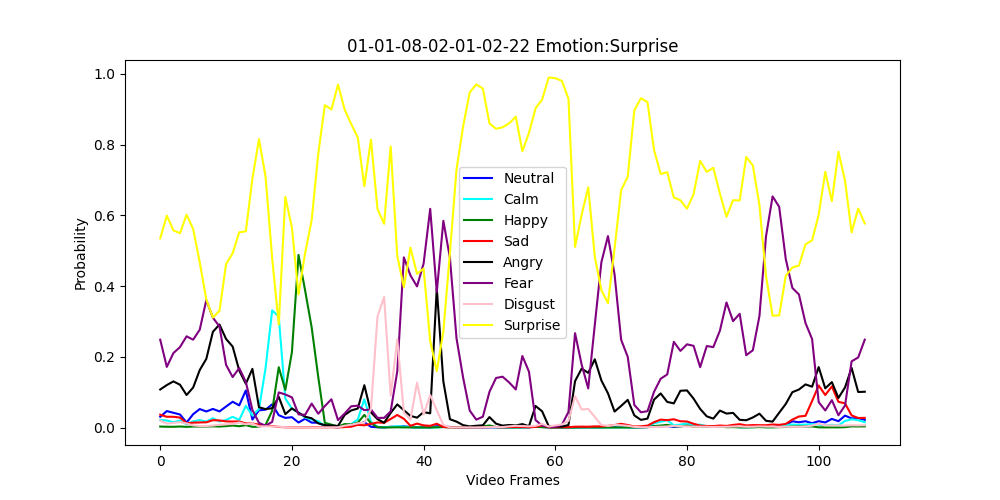 01-01-08-02-01-02-22 Emotion:Surprise
Probability
1.0
0.8
0.6
0.4
0.2
0.0
Neutral
Calm
Happy
Sad
Angry
Fear
Disgust
Surprise
0 20 40 60 80 100
Video Frames